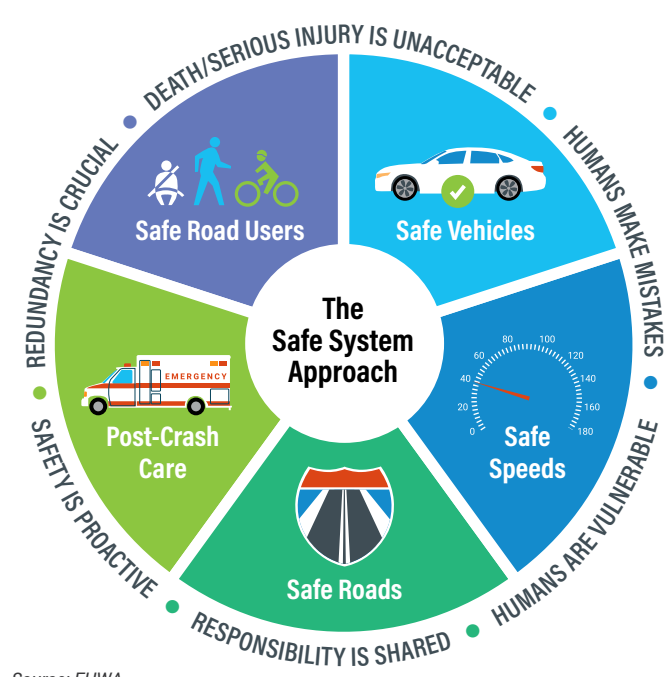 DEATH/SERIOUS INJURY IS UNACCEPTABLE
HUMANS MAKE MISTAKES
HUMANS ARE VULNERABLE
RESPONSIBILITY IS SHARED
SAFETY IS PROACTIVE
REDUNDANCY IS CRUCIAL
Safe Road Users
Safe Vehicles
The
Safe System
Approach
0
20
40
60
80
100
120
140
160
180
Safe
Speeds
EMERGENCY
Post-Crash
Care
Safe Roads
Source: FHWA